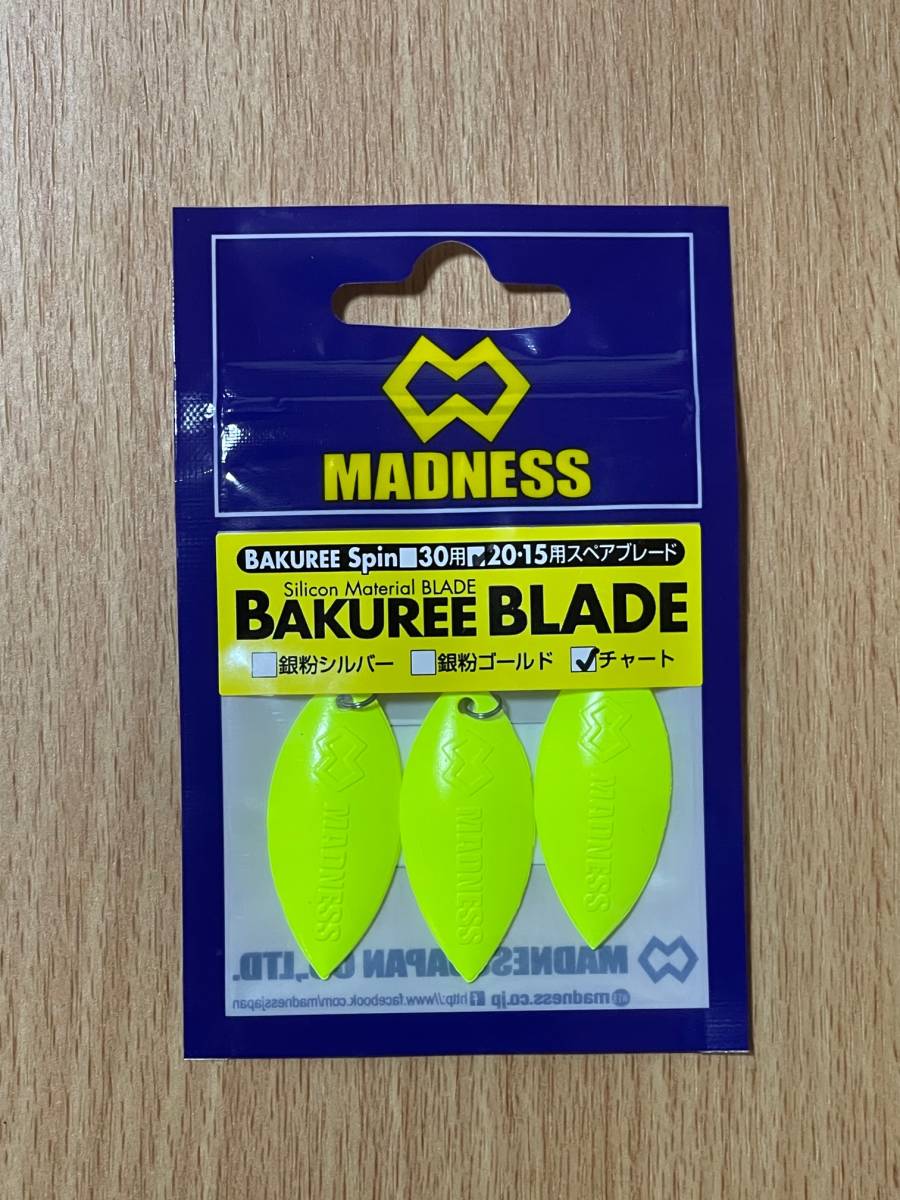 MADNESS
BAKUREE Spin□30用☑20・15用スペアブレード
Silicon Material BLADE
BAKUREE BLADE
□銀粉シルバー □銀粉ゴールド ☑チャート
MADNESS MADNESS MADNESS
MADNESS JAPAN CO.,LTD.
madness.co.jp http://www.facebook.com/madnessjapan